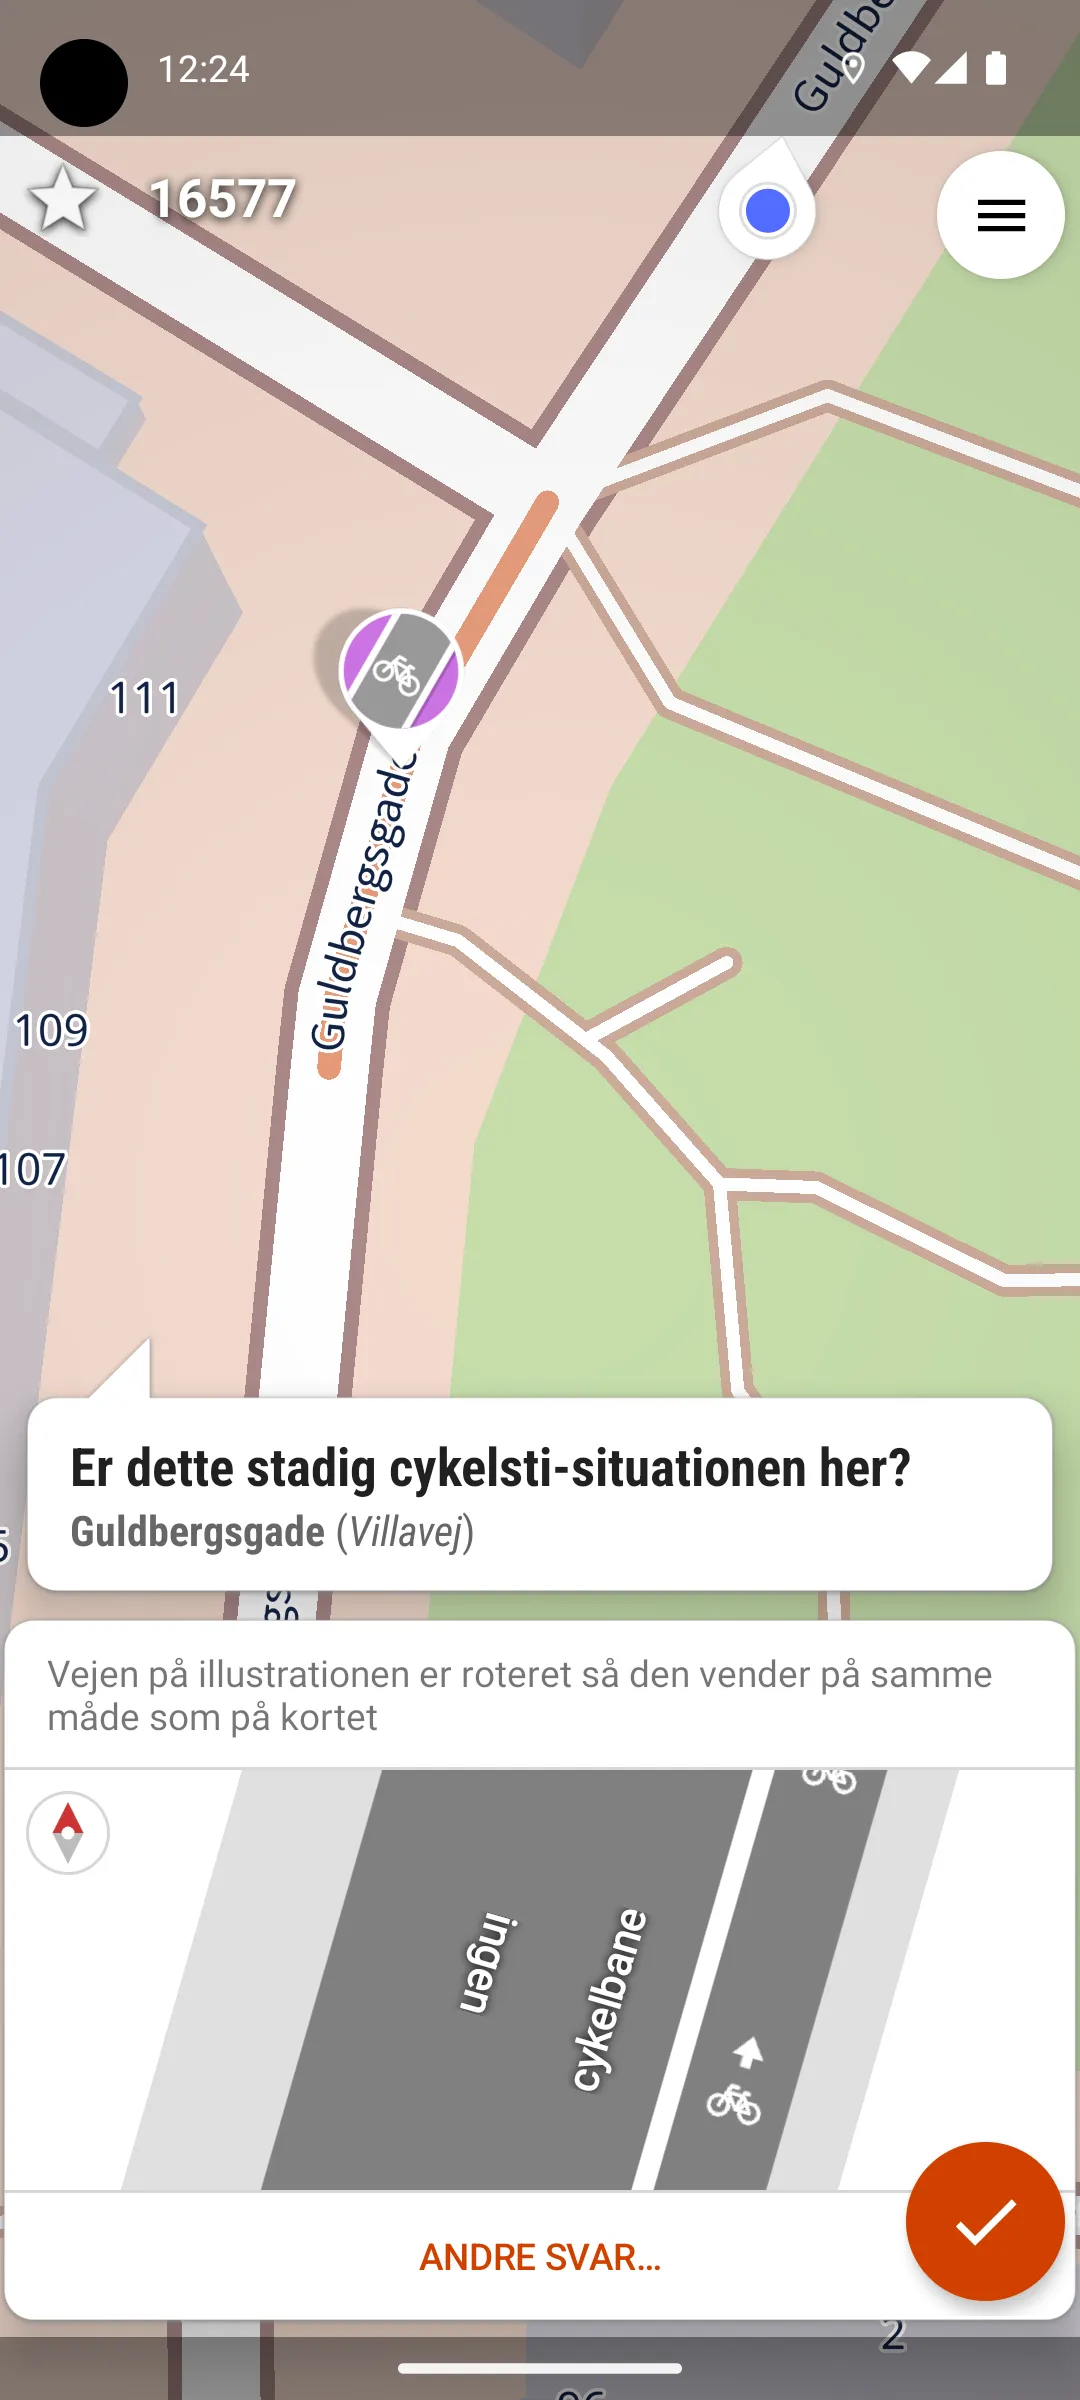 12:24
16577
111
Guldbergsgade
109
107
Er dette stadig cykelsti-situationen her?
Guldbergsgade (Villavej)
Vejen på illustrationen er roteret så den vender på samme
måde som på kortet
ingen
cykelbane
ANDRE SVAR...
2